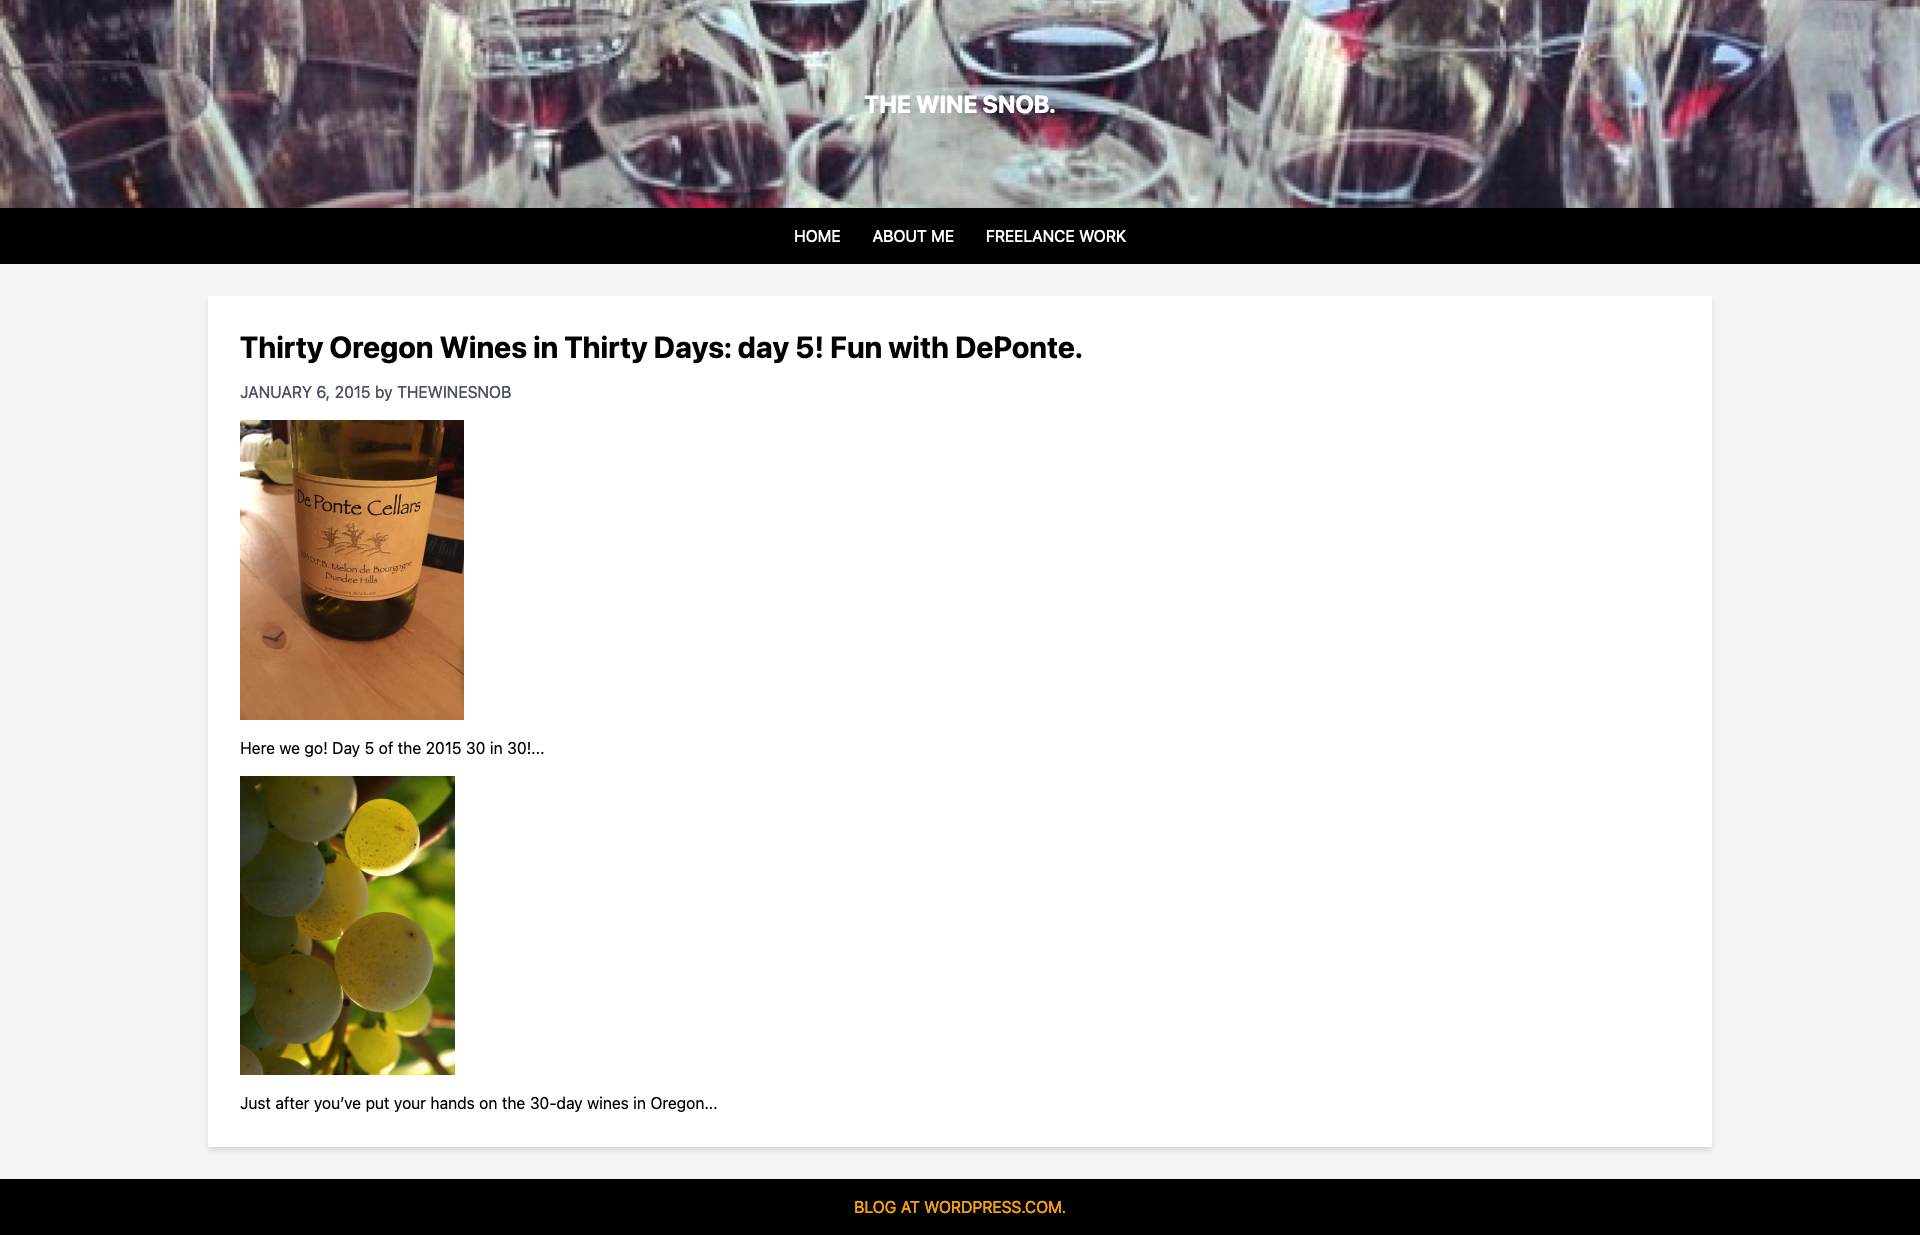 THE WINE SNOB.
HOME ABOUT ME FREELANCE WORK
Thirty Oregon Wines in Thirty Days: day 5! Fun with DePonte.
JANUARY 6, 2015 by THEWINESNOB
De Ponte Cellars
D.F.B. Melon de Bourgogne
Dundee Hills
Here we go! Day 5 of the 2015 30 in 30!...
Just after you’ve put your hands on the 30-day wines in Oregon...
BLOG AT WORDPRESS.COM.